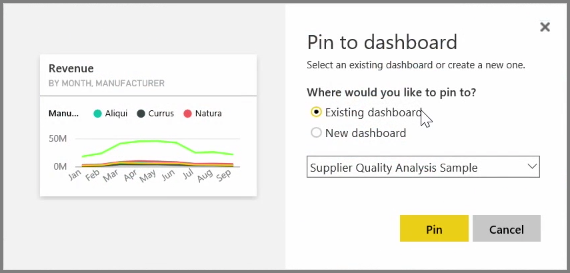 Revenue
BY MONTH, MANUFACTURER
Manu... Aliqui Currus Natura
50M
0M
Jan Feb Mar Apr May Jun Jul Aug Sep
Pin to dashboard
Select an existing dashboard or create a new one.
Where would you like to pin to?
Existing dashboard
New dashboard
Supplier Quality Analysis Sample
Pin Cancel